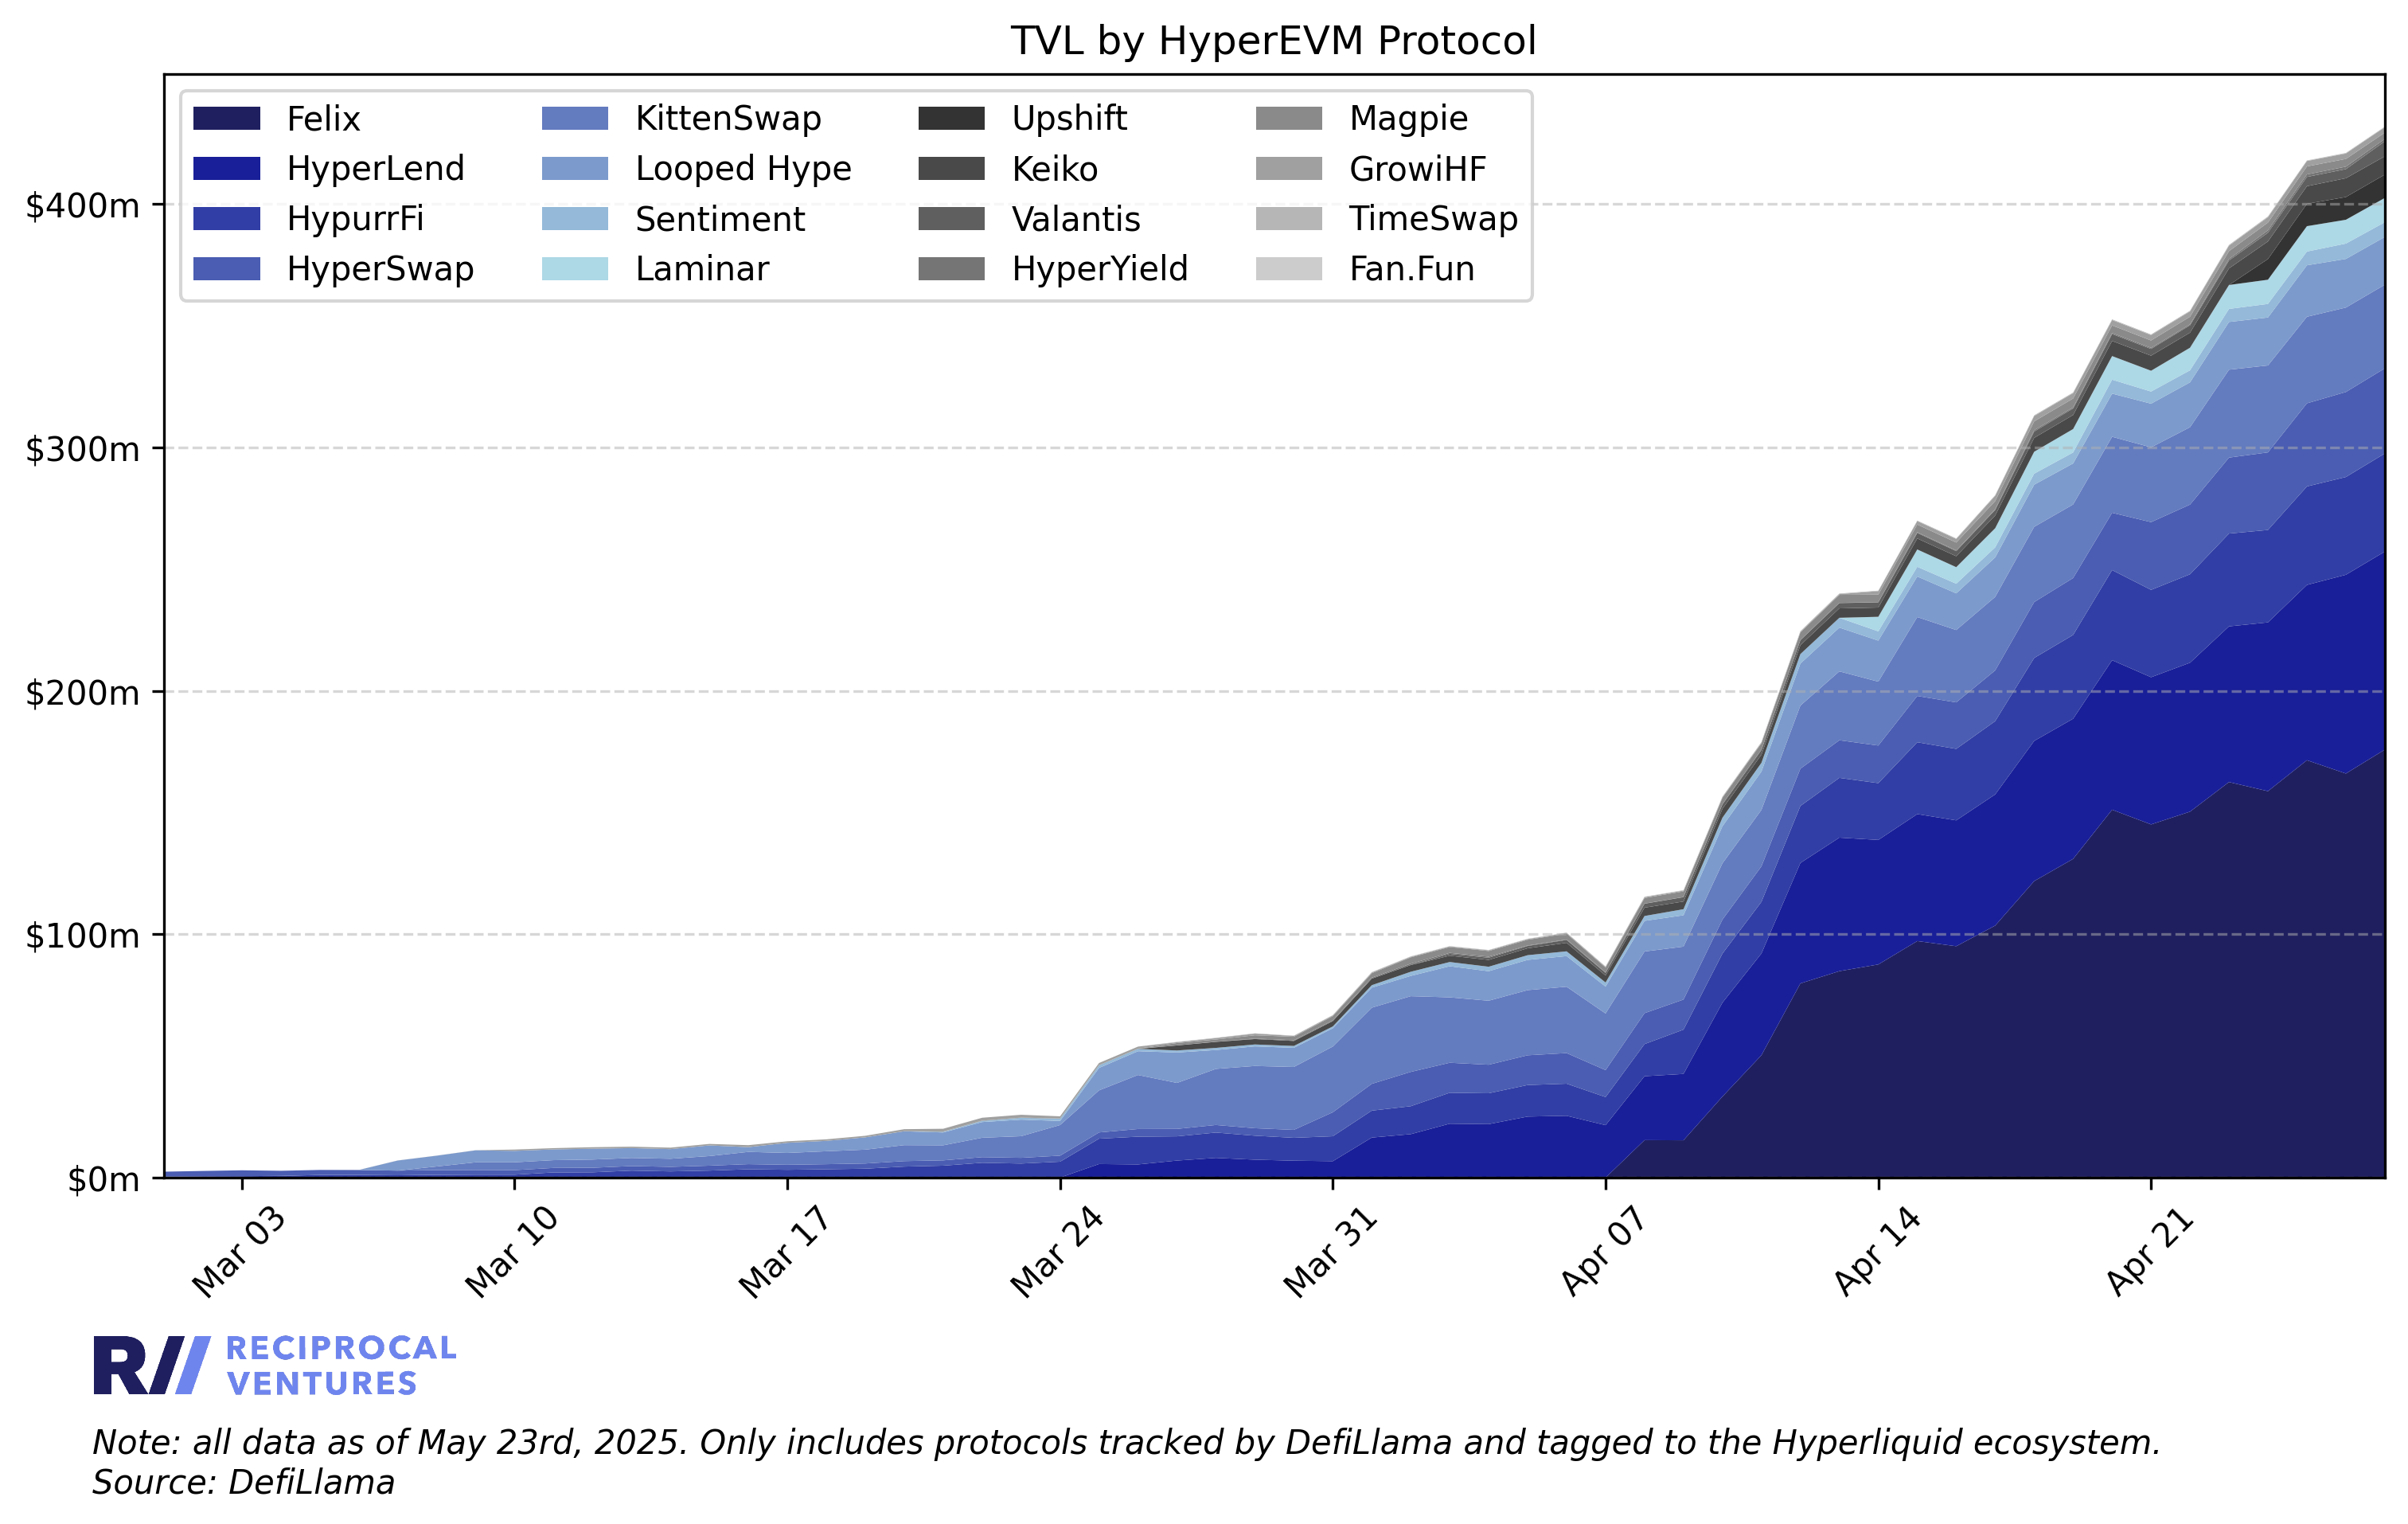 TVL by HyperEVM Protocol
Felix
HyperLend
HypurrFi
HyperSwap
KittenSwap
Looped Hype
Sentiment
Laminar
Upshift
Keiko
Valantis
HyperYield
Magpie
GrowiHF
TimeSwap
Fan.Fun
$400m
$300m
$200m
$100m
$0m
Mar 03
Mar 10
Mar 17
Mar 24
Mar 31
Apr 07
Apr 14
Apr 21
R// RECIPROCAL
VENTURES
Note: all data as of May 23rd, 2025. Only includes protocols tracked by DefiLlama and tagged to the Hyperliquid ecosystem.
Source: DefiLlama